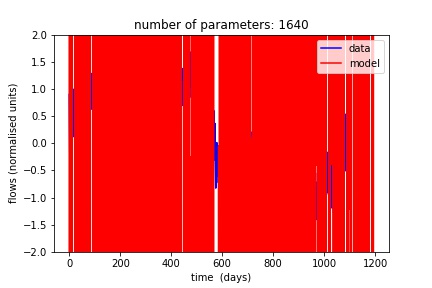 number of parameters: 1640
data
model
flows (normalised units)
2.0
1.5
1.0
0.5
0.0
−0.5
−1.0
−1.5
−2.0
0 200 400 600 800 1000 1200
time (days)